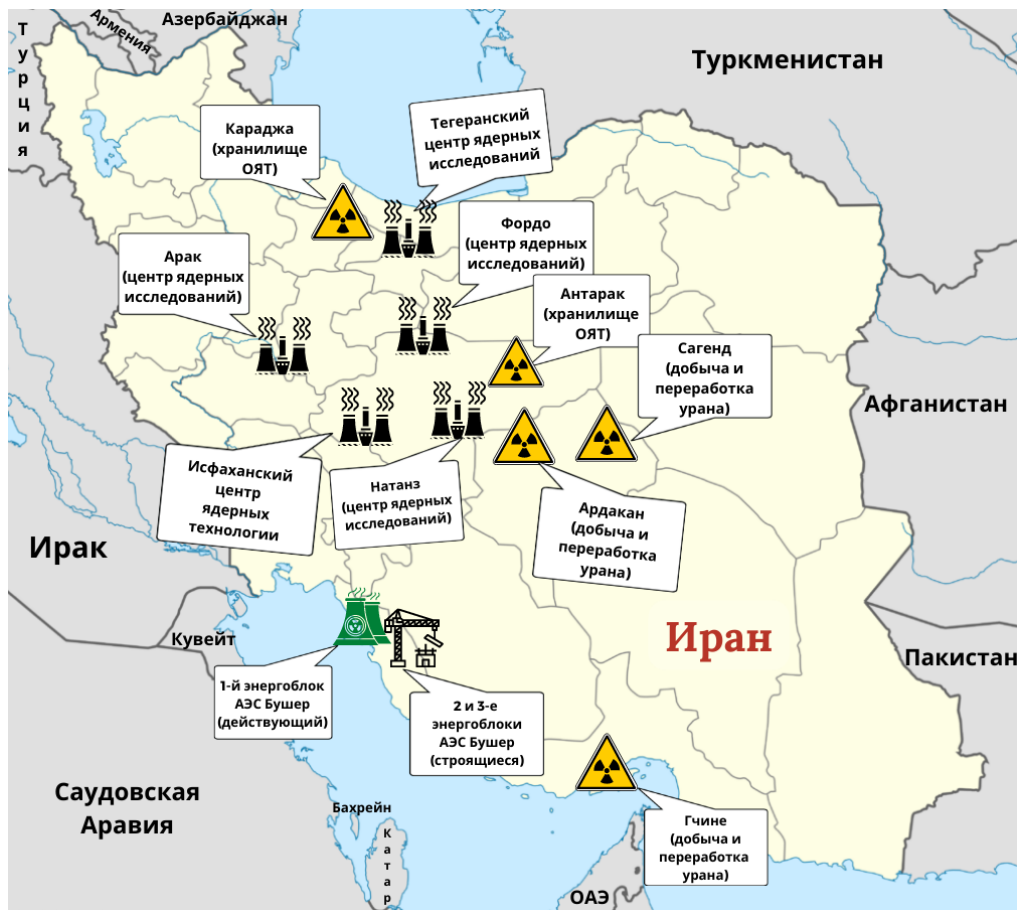 Турция
Армения
Азербайджан
Туркменистан
Караджа
(хранилище
ОЯТ)
Тегеранский
центр ядерных
исследований
Фордо
(центр ядерных
исследований)
Арак
(центр ядерных
исследований)
Антарак
(хранилище
ОЯТ)
Сагенд
(добыча и
переработка
урана)
Афганистан
Исфаханский
центр
ядерных
технологии
Натанз
(центр ядерных
исследований)
Ардакан
(добыча и
переработка
урана)
Ирак
Иран
Кувейт
Пакистан
1-й энергоблок
АЭС Бушер
(действующий)
2 и 3-е
энергоблоки
АЭС Бушер
(строящиеся)
Саудовская
Аравия
Бахрейн
Катар
Гчине
(добыча и
переработка
урана)
ОАЭ